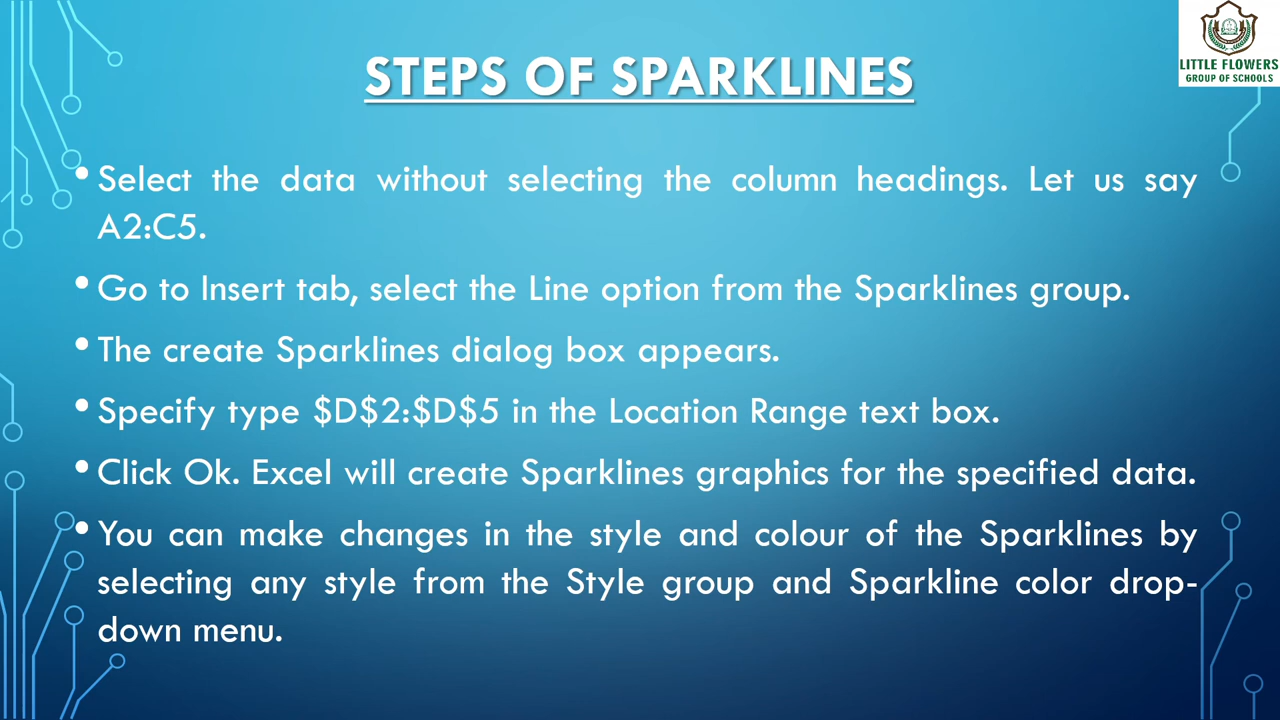 LITTLE FLOWERS
GROUP OF SCHOOLS
STEPS OF SPARKLINES
• Select the data without selecting the column headings. Let us say
A2:C5.
• Go to Insert tab, select the Line option from the Sparklines group.
• The create Sparklines dialog box appears.
• Specify type $D$2:$D$5 in the Location Range text box.
• Click Ok. Excel will create Sparklines graphics for the specified data.
• You can make changes in the style and colour of the Sparklines by
selecting any style from the Style group and Sparkline color drop-
down menu.